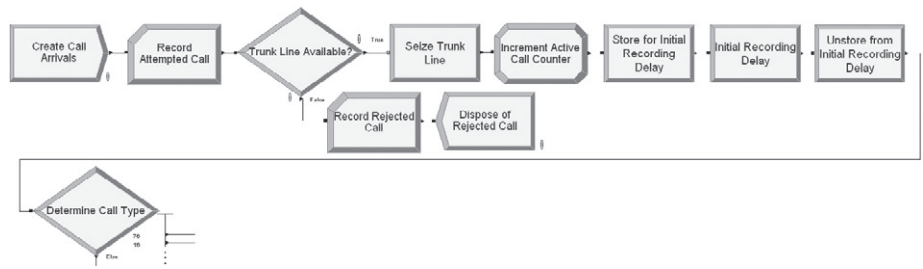 Create Call
Arrivals
Record
Attempted Call
Trunk Line Available?
True
False
0
0
0
Seize Trunk
Line
Increment Active
Call Counter
Store for Initial
Recording
Delay
Initial Recording
Delay
Unstore from
Initial Recording
Delay
Record Rejected
Call
Dispose of
Rejected Call
0
Determine Call Type
76
16
Else